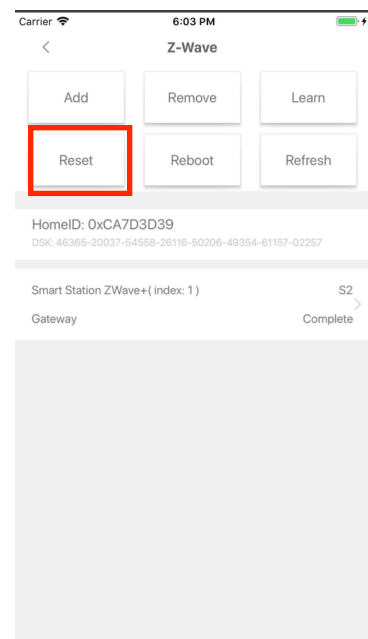 Carrier 6:03 PM
Z-Wave
Add Remove Learn
Reset Reboot Refresh
HomeID: 0xCA7D3D39
DSK: 46365-20037-54558-26116-50206-49354-61157-02257
Smart Station ZWave+( index: 1 ) S2
Gateway Complete